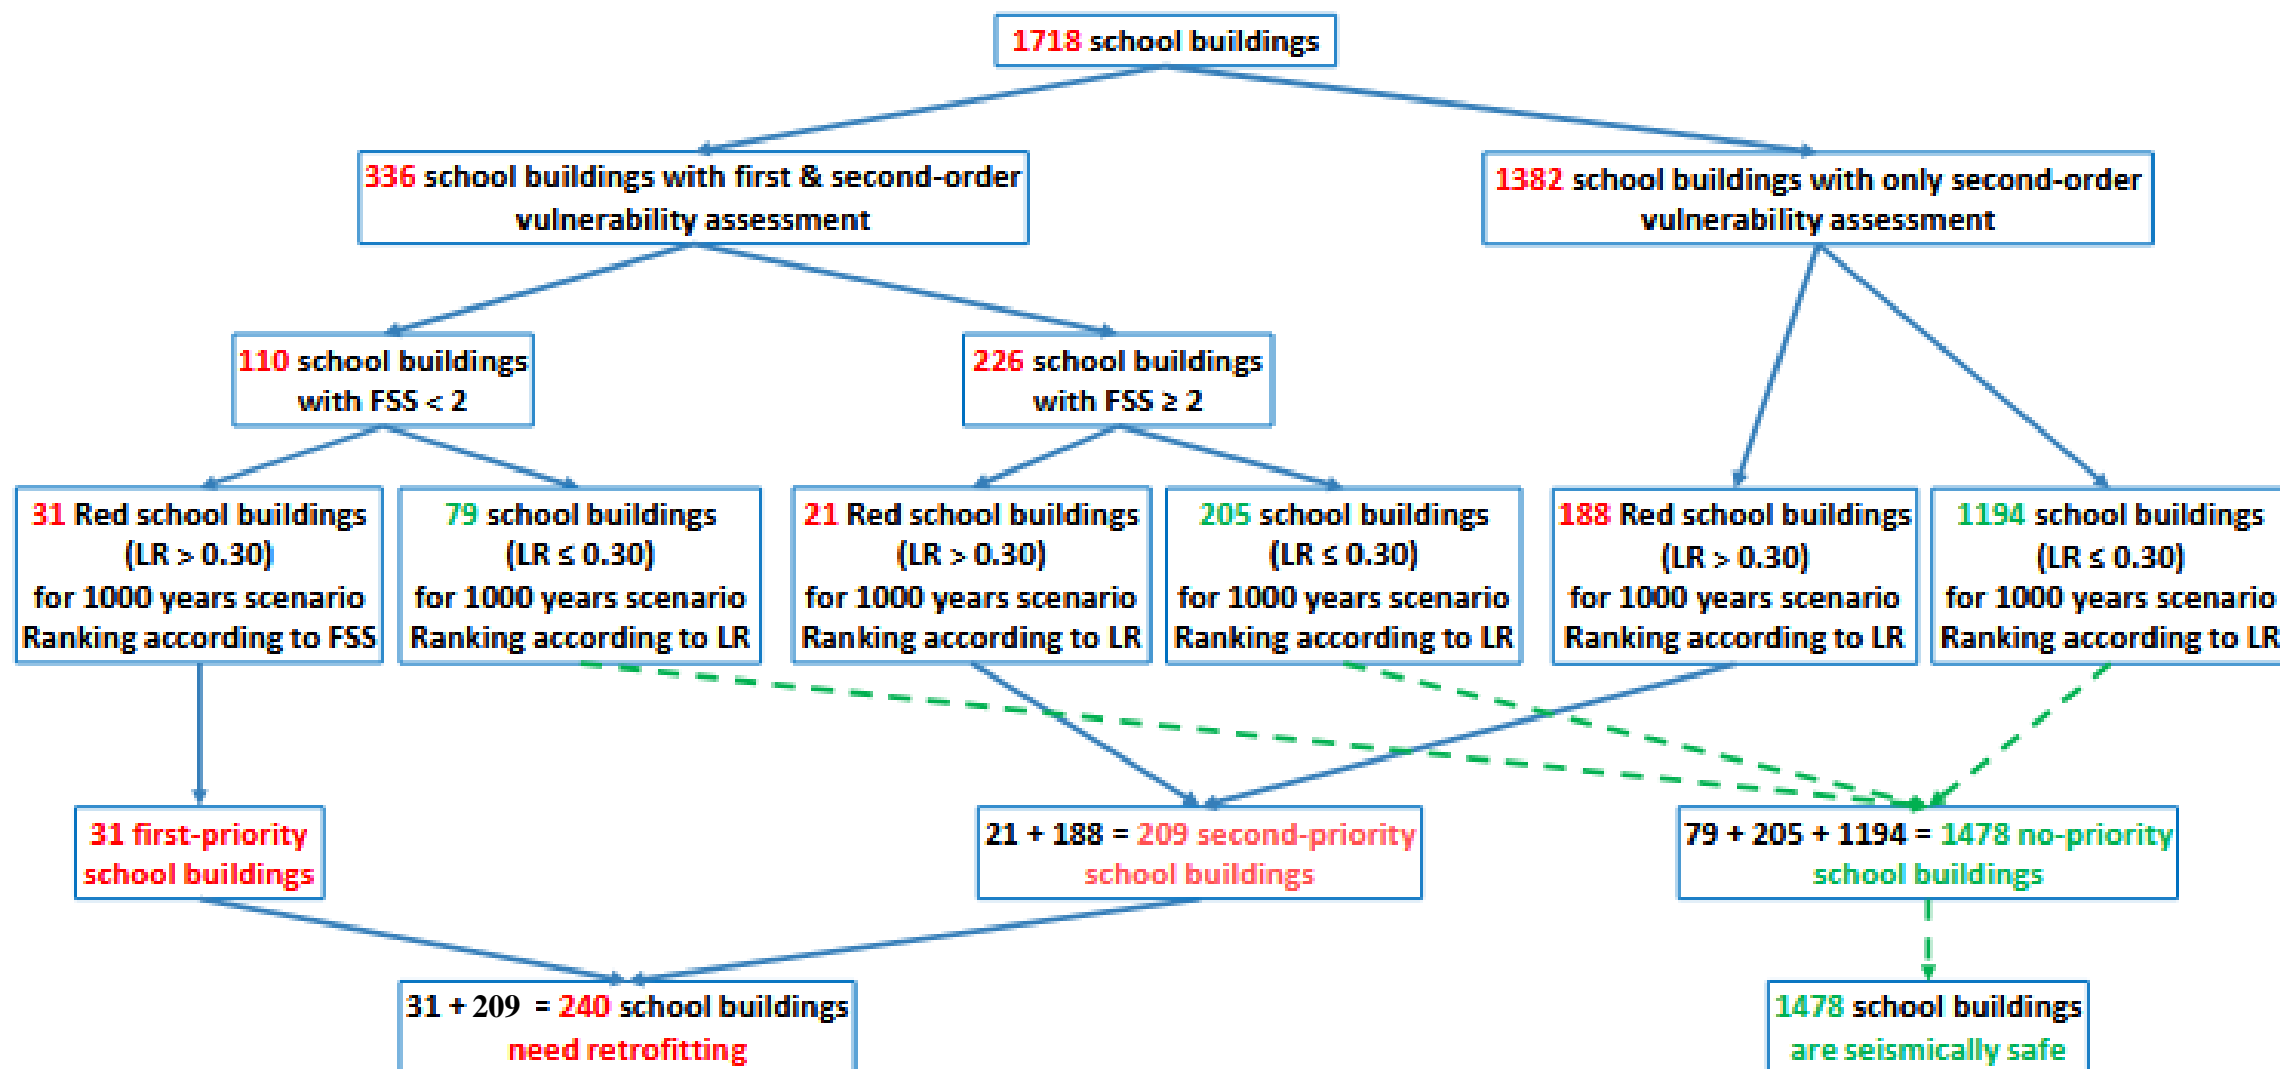 1718 school buildings
336 school buildings with first & second-order
vulnerability assessment
1382 school buildings with only second-order
vulnerability assessment
110 school buildings
with FSS < 2
226 school buildings
with FSS ≥ 2
31 Red school buildings
(LR > 0.30)
for 1000 years scenario
Ranking according to FSS
79 school buildings
(LR ≤ 0.30)
for 1000 years scenario
Ranking according to LR
21 Red school buildings
(LR > 0.30)
for 1000 years scenario
Ranking according to LR
205 school buildings
(LR ≤ 0.30)
for 1000 years scenario
Ranking according to LR
188 Red school buildings
(LR > 0.30)
for 1000 years scenario
Ranking according to LR
1194 school buildings
(LR ≤ 0.30)
for 1000 years scenario
Ranking according to LR
31 first-priority
school buildings
21 + 188 = 209 second-priority
school buildings
79 + 205 + 1194 = 1478 no-priority
school buildings
31 + 209 = 240 school buildings
need retrofitting
1478 school buildings
are seismically safe